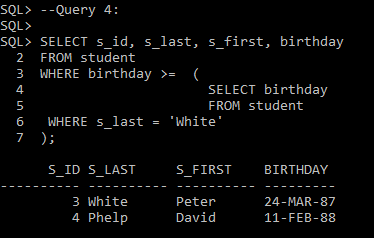 SQL> --Query 4:
SQL>
SQL> SELECT s_id, s_last, s_first, birthday
  2  FROM student
  3  WHERE birthday >=  (
  4                       SELECT birthday
  5                       FROM student
  6   WHERE s_last = 'White'
  7  );
      S_ID S_LAST     S_FIRST    BIRTHDAY
---------- ---------- ---------- ---------
         3 White      Peter      24-MAR-87
         4 Phelp      David      11-FEB-88